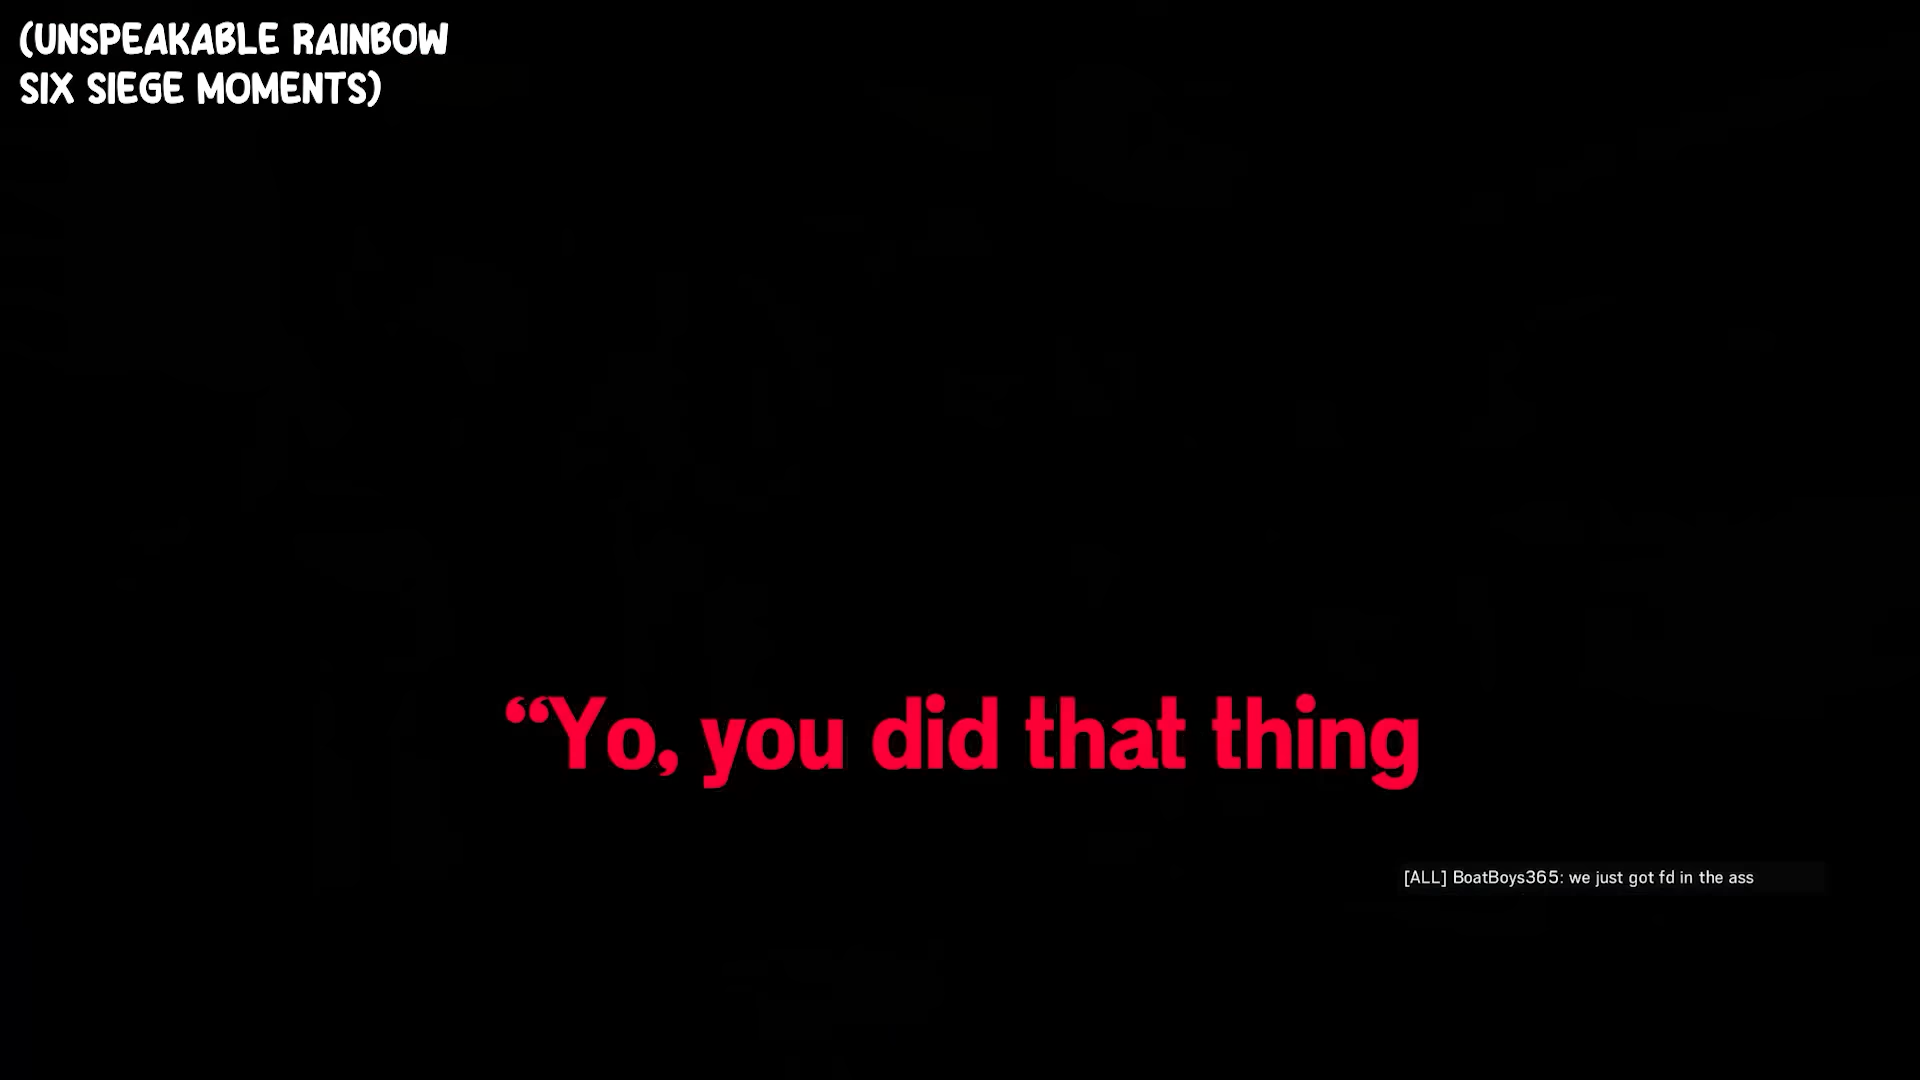 (UNSPEAKABLE RAINBOW
SIX SIEGE MOMENTS)
“Yo, you did that thing
[ALL] BoatBoys365: we just got fd in the ass